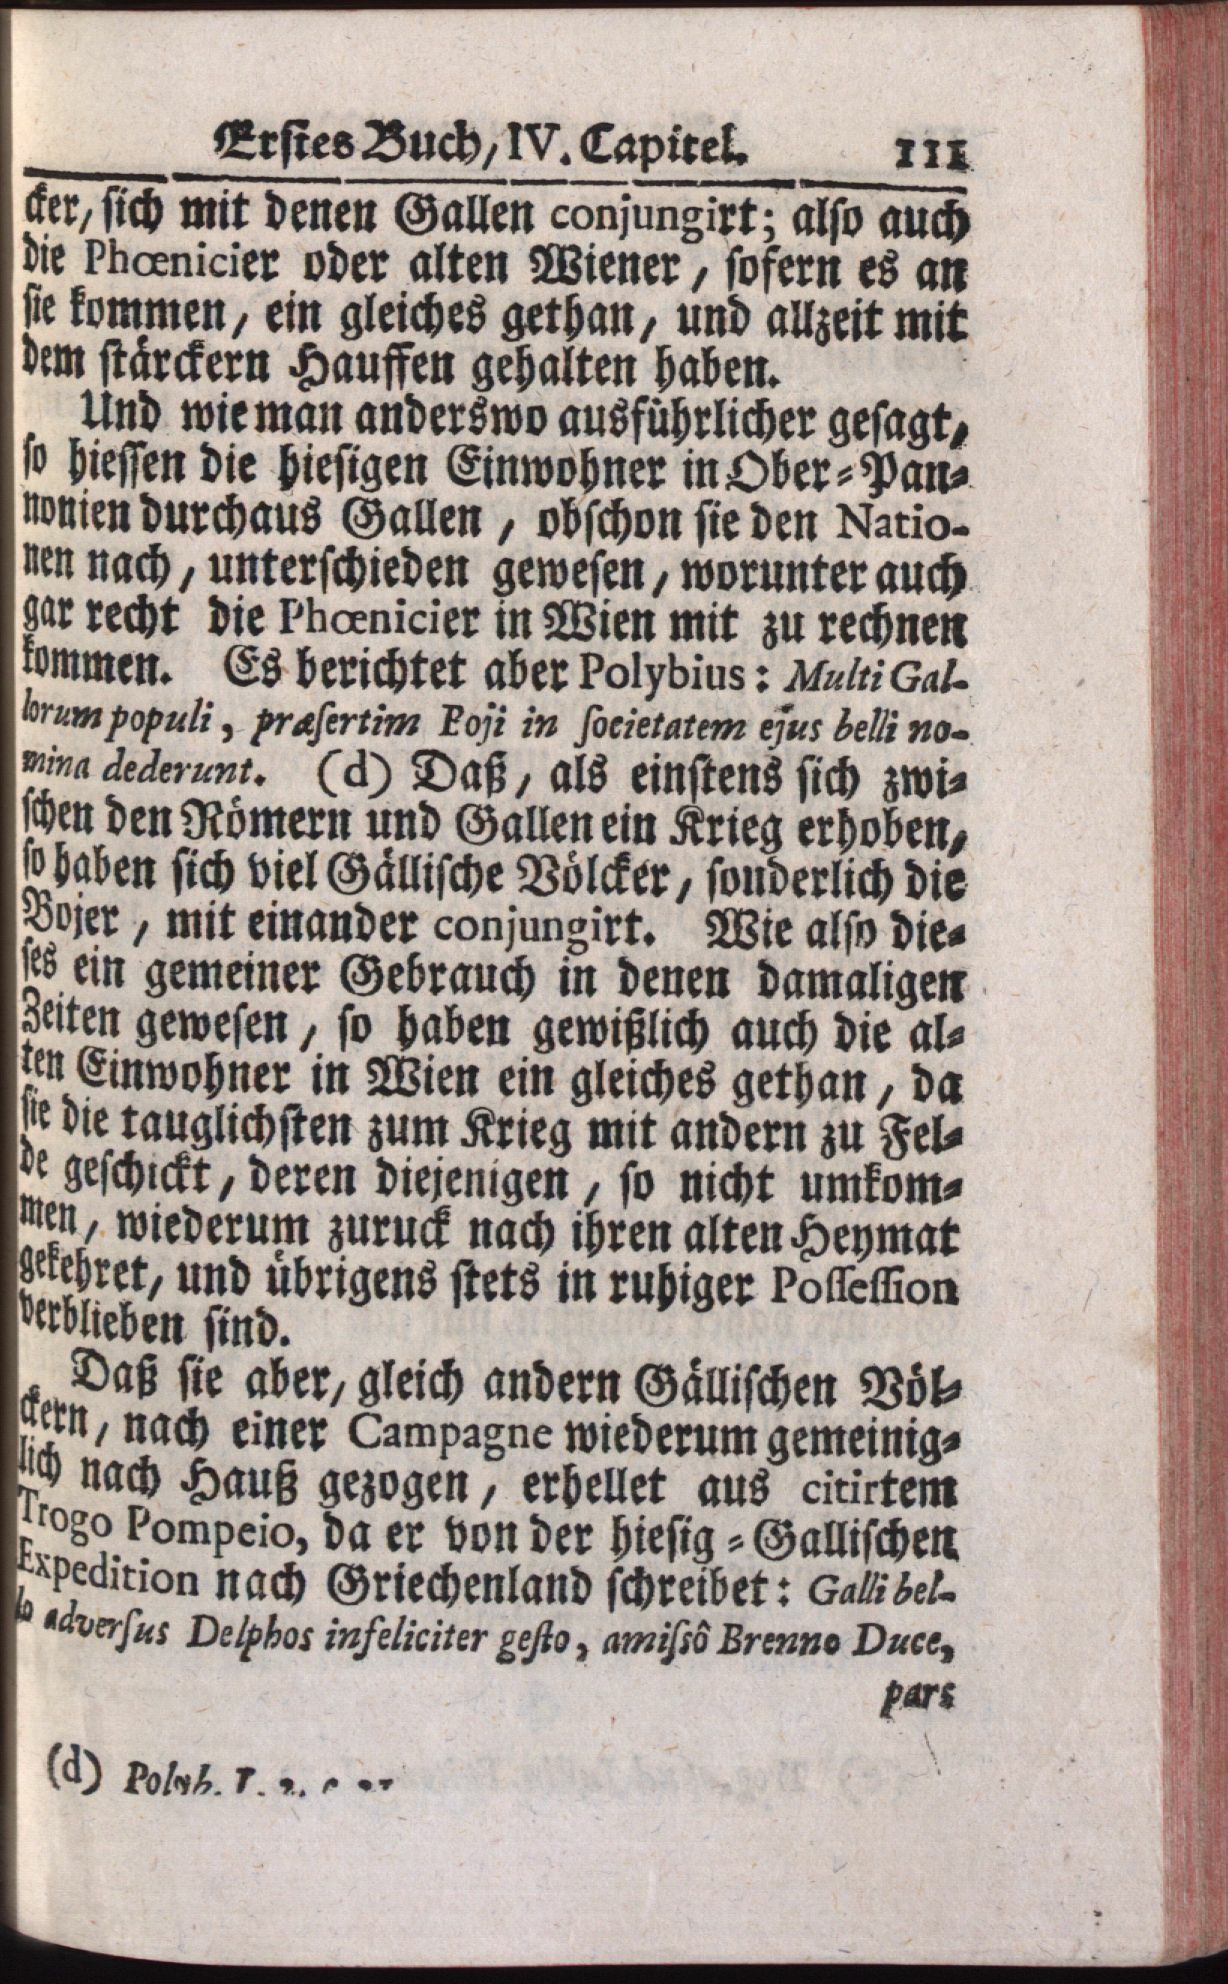 Erstes Buch, IV. Capitel. 111
cker, sich mit denen Gallen conjungirt; also auch
die Phœnicier oder alten Wiener, sofern es an
sie kommen, ein gleiches gethan, und allzeit mit
dem stärckern Hauffen gehalten haben.
Und wie man anderswo ausführlicher gesagt,
so hiessen die hiesigen Einwohner in Ober-Pan-
nonien durchaus Gallen, obschon sie den Natio-
nen nach, unterschieden gewesen, worunter auch
gar recht die Phœnicier in Wien mit zu rechnen
kommen. Es berichtet aber Polybius: Multi Gal-
lorum populi, præsertim Boji in societatem ejus belli no-
mina dederunt. (d) Daß, als einstens sich zwi-
schen den Römern und Gallen ein Krieg erhoben,
so haben sich viel Gällische Völcker, sonderlich die
Bojer, mit einander conjungirt. Wie also die-
ses ein gemeiner Gebrauch in denen damaligen
Zeiten gewesen, so haben gewißlich auch die al-
ten Einwohner in Wien ein gleiches gethan, da
sie die tauglichsten zum Krieg mit andern zu Fel-
de geschickt, deren diejenigen, so nicht umkom-
men, wiederum zuruck nach ihren alten Heymat
gekehret, und übrigens stets in ruhiger Possession
verblieben sind.
Daß sie aber, gleich andern Gällischen Völ-
ckern, nach einer Campagne wiederum gemeinig-
lich nach Hauß gezogen, erhellet aus citirtem
Trogo Pompeio, da er von der hiesig-Gallischen
Expedition nach Griechenland schreibet: Galli bel-
lo adversus Delphos infeliciter gesto, amissô Brenno Duce,
pars
(d) Polyb.